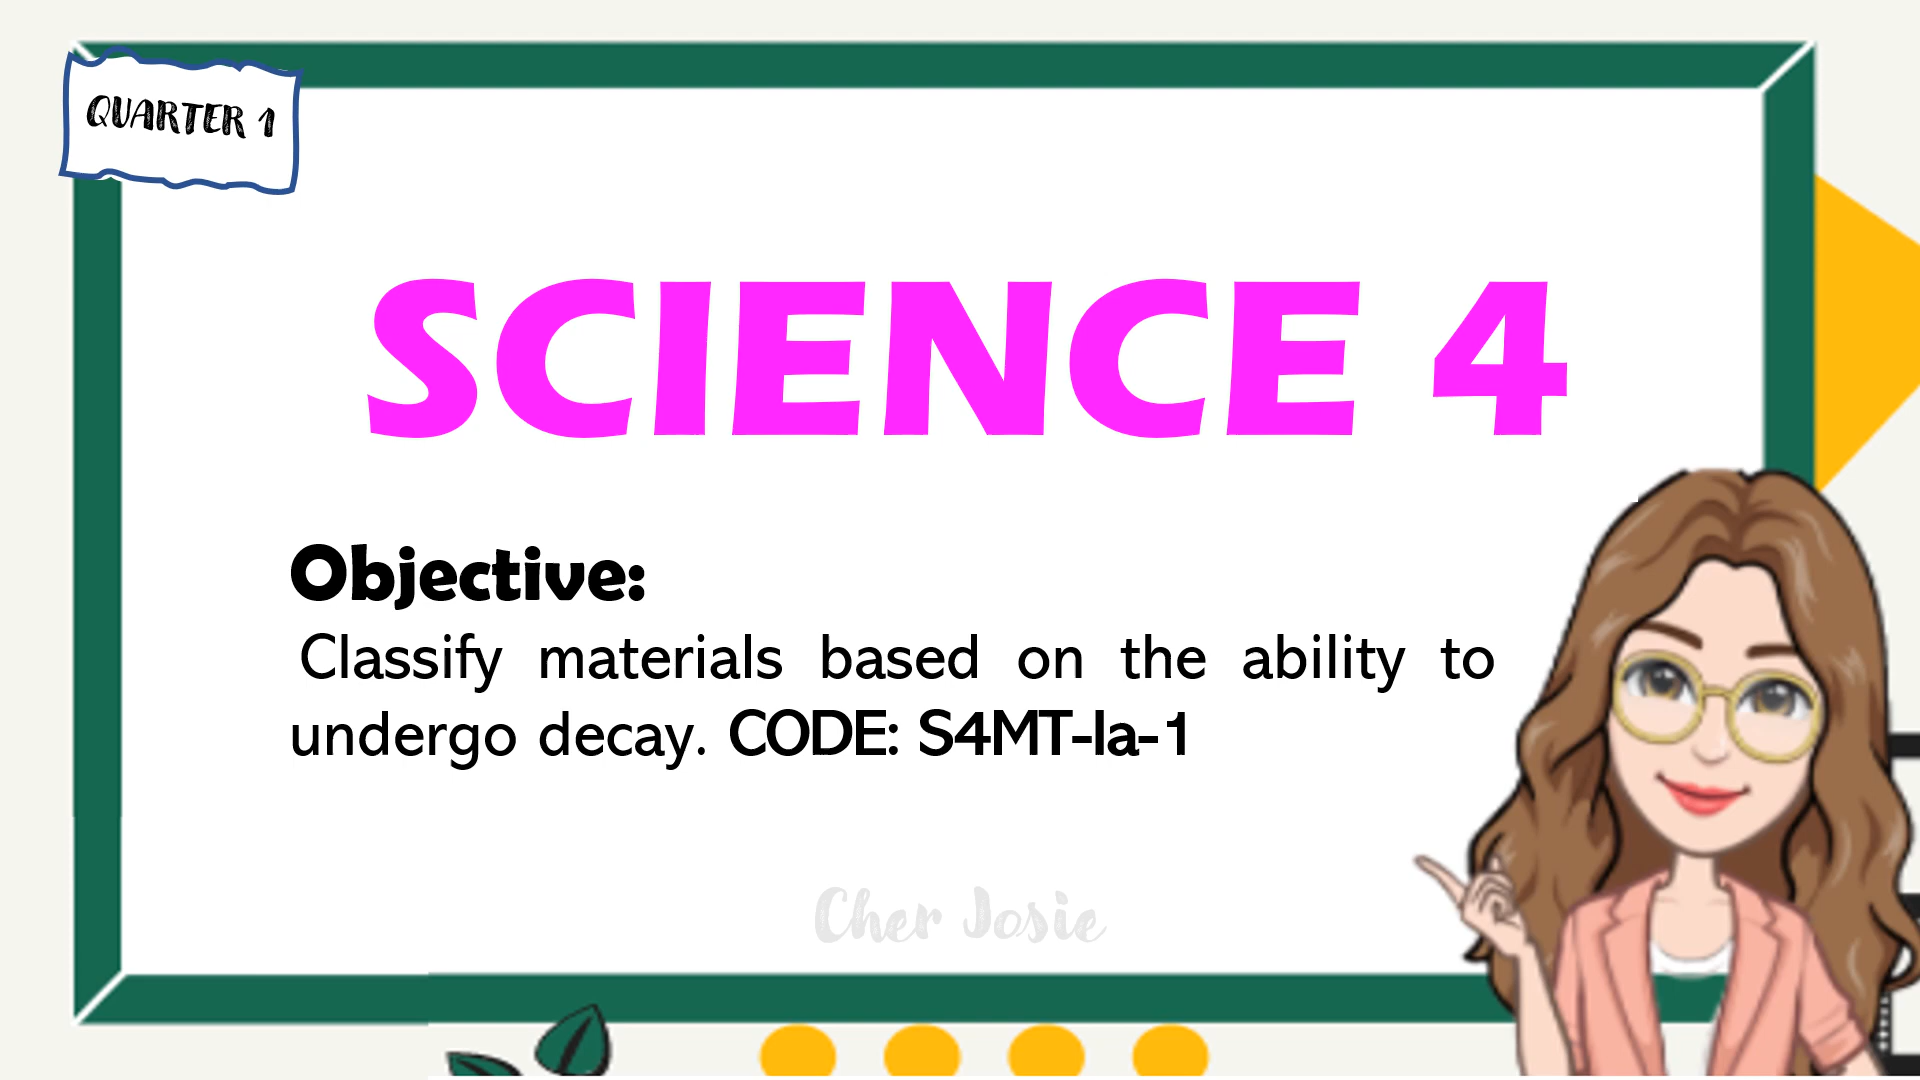 QUARTER 1
SCIENCE 4
Objective:
Classify materials based on the ability to
undergo decay. CODE: S4MT-Ia-1
Cher Josie